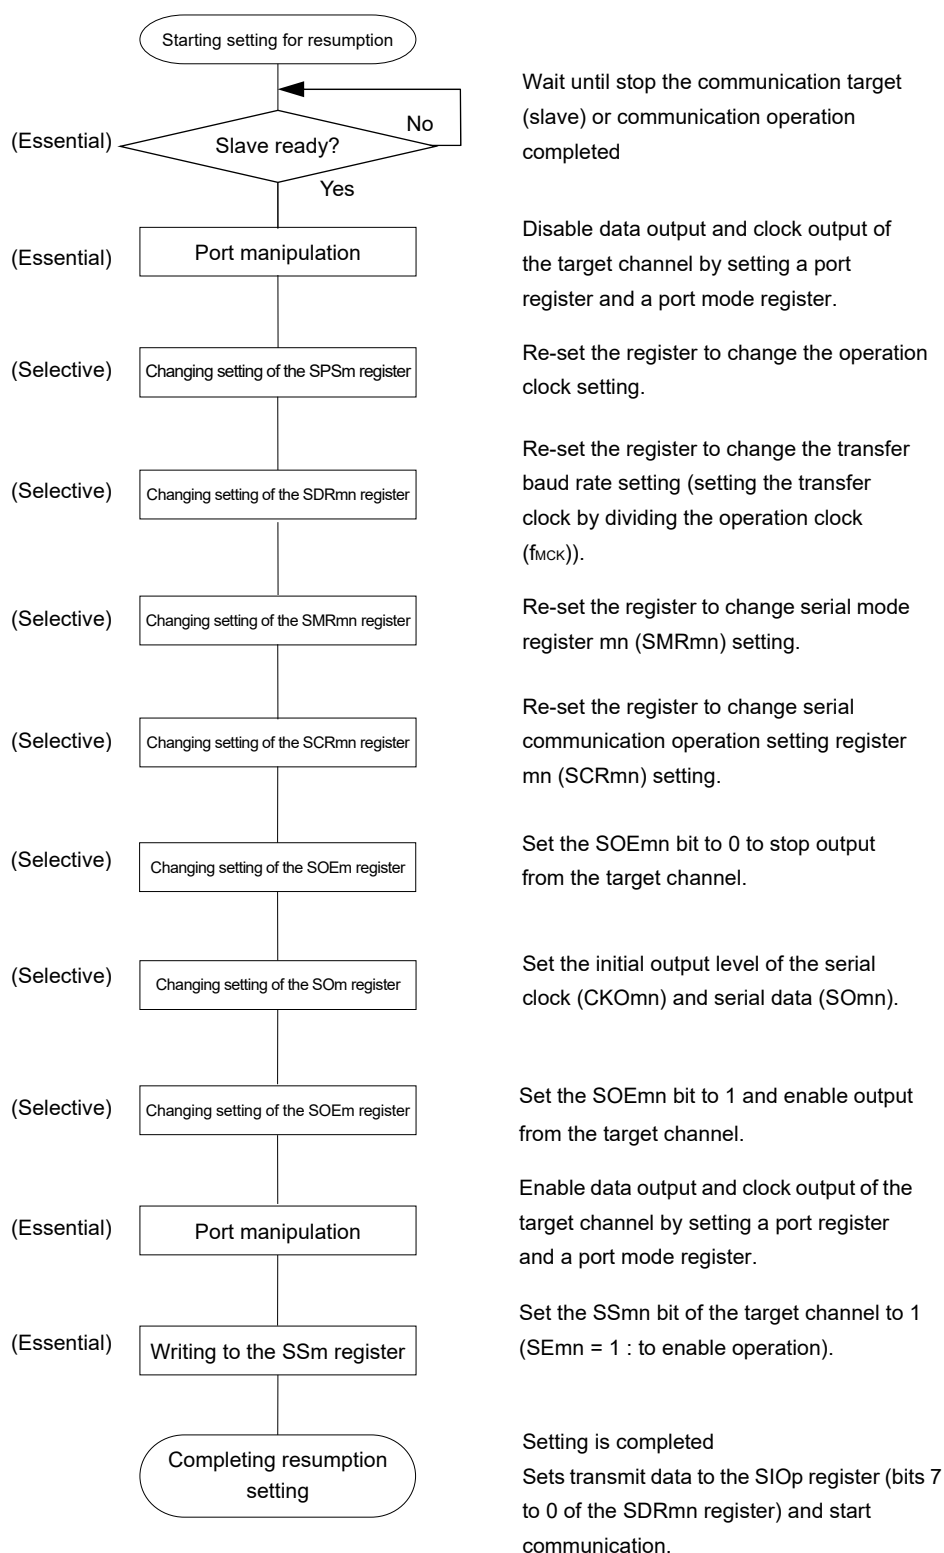 Starting setting for resumption
Wait until stop the communication target
(slave) or communication operation
completed
(Essential)
Slave ready?
No
Yes
(Essential)
Port manipulation
Disable data output and clock output of
the target channel by setting a port
register and a port mode register.
(Selective)
Changing setting of the SPSm register
Re-set the register to change the operation
clock setting.
(Selective)
Changing setting of the SDRmn register
Re-set the register to change the transfer
baud rate setting (setting the transfer
clock by dividing the operation clock
(fMCK)).
(Selective)
Changing setting of the SMRmn register
Re-set the register to change serial mode
register mn (SMRmn) setting.
(Selective)
Changing setting of the SCRmn register
Re-set the register to change serial
communication operation setting register
mn (SCRmn) setting.
(Selective)
Changing setting of the SOEm register
Set the SOEmn bit to 0 to stop output
from the target channel.
(Selective)
Changing setting of the SOm register
Set the initial output level of the serial
clock (CKOmn) and serial data (SOmn).
(Selective)
Changing setting of the SOEm register
Set the SOEmn bit to 1 and enable output
from the target channel.
(Essential)
Port manipulation
Enable data output and clock output of the
target channel by setting a port register
and a port mode register.
(Essential)
Writing to the SSm register
Set the SSmn bit of the target channel to 1
(SEmn = 1 : to enable operation).
Completing resumption
setting
Setting is completed
Sets transmit data to the SIOp register (bits 7
to 0 of the SDRmn register) and start
communication.